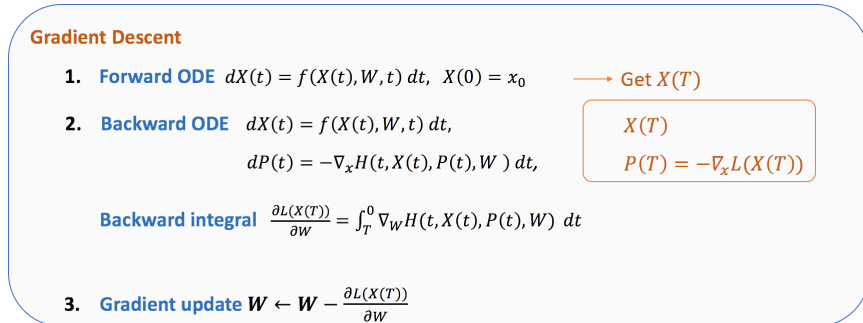 Gradient Descent
1. Forward ODE dX(t) = f(X(t), W, t) dt, X(0) = x₀ → Get X(T)
2. Backward ODE dX(t) = f(X(t), W, t) dt, X(T)
dP(t) = −∇ₓH(t, X(t), P(t), W ) dt, P(T) = −∇ₓL(X(T))
Backward integral ∂L(X(T))/∂W = ∫_T^0 ∇_W H(t, X(t), P(t), W) dt
3. Gradient update W ← W − ∂L(X(T))/∂W